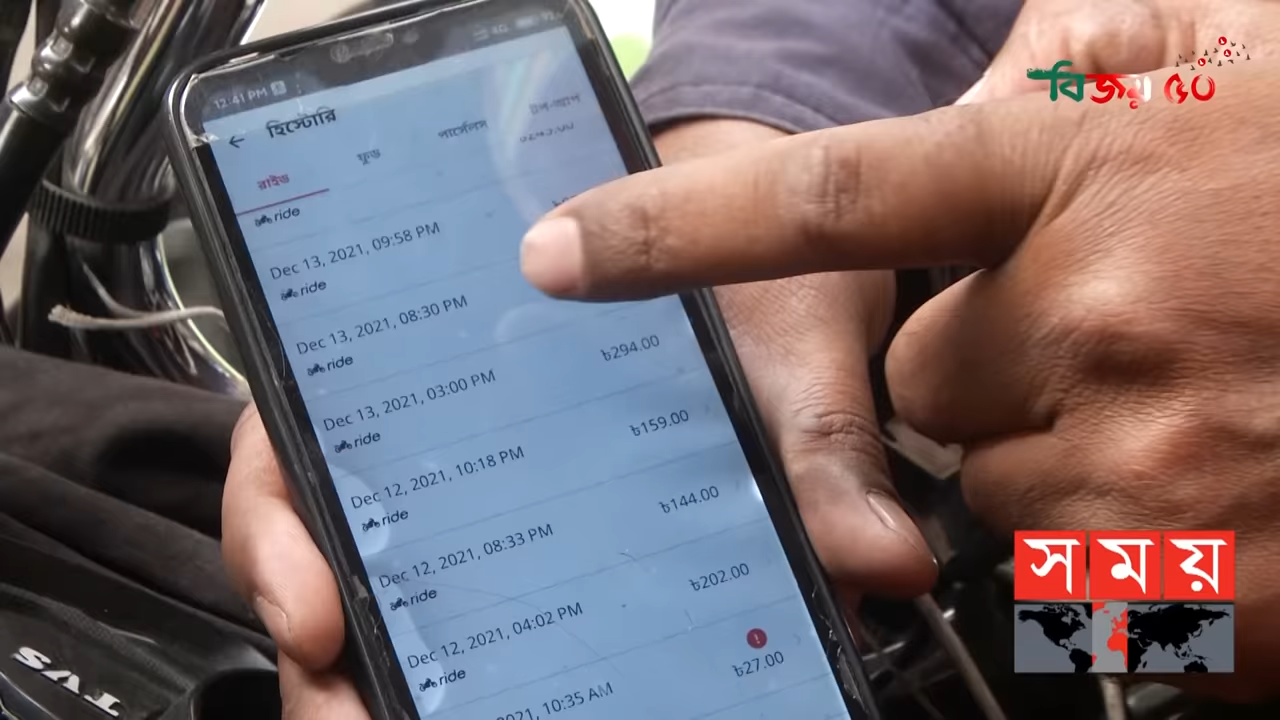 12:41 PM
4G
বিজয় ৫০
← হিস্টোরি
রাইড
ফুড
পার্সেলস
টপ-আপ
ride
Dec 13, 2021, 09:58 PM
ride
Dec 13, 2021, 08:30 PM
ride
Dec 13, 2021, 03:00 PM
৳294.00
ride
Dec 12, 2021, 10:18 PM
৳159.00
ride
Dec 12, 2021, 08:33 PM
৳144.00
ride
Dec 12, 2021, 04:02 PM
৳202.00
ride
2021, 10:35 AM
৳27.00
TVS
সময়